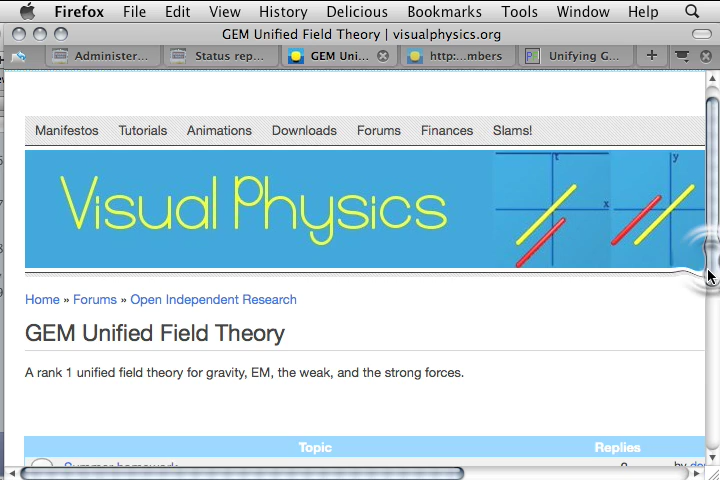 Firefox File Edit View History Delicious Bookmarks Tools Window Help
GEM Unified Field Theory | visualphysics.org
Administer... Status rep... GEM Uni... http:...mbers Unifying G...
Manifestos Tutorials Animations Downloads Forums Finances Slams!
Visual Physics
t
x
y
Home » Forums » Open Independent Research
GEM Unified Field Theory
A rank 1 unified field theory for gravity, EM, the weak, and the strong forces.
Topic Replies
Summer homework
by